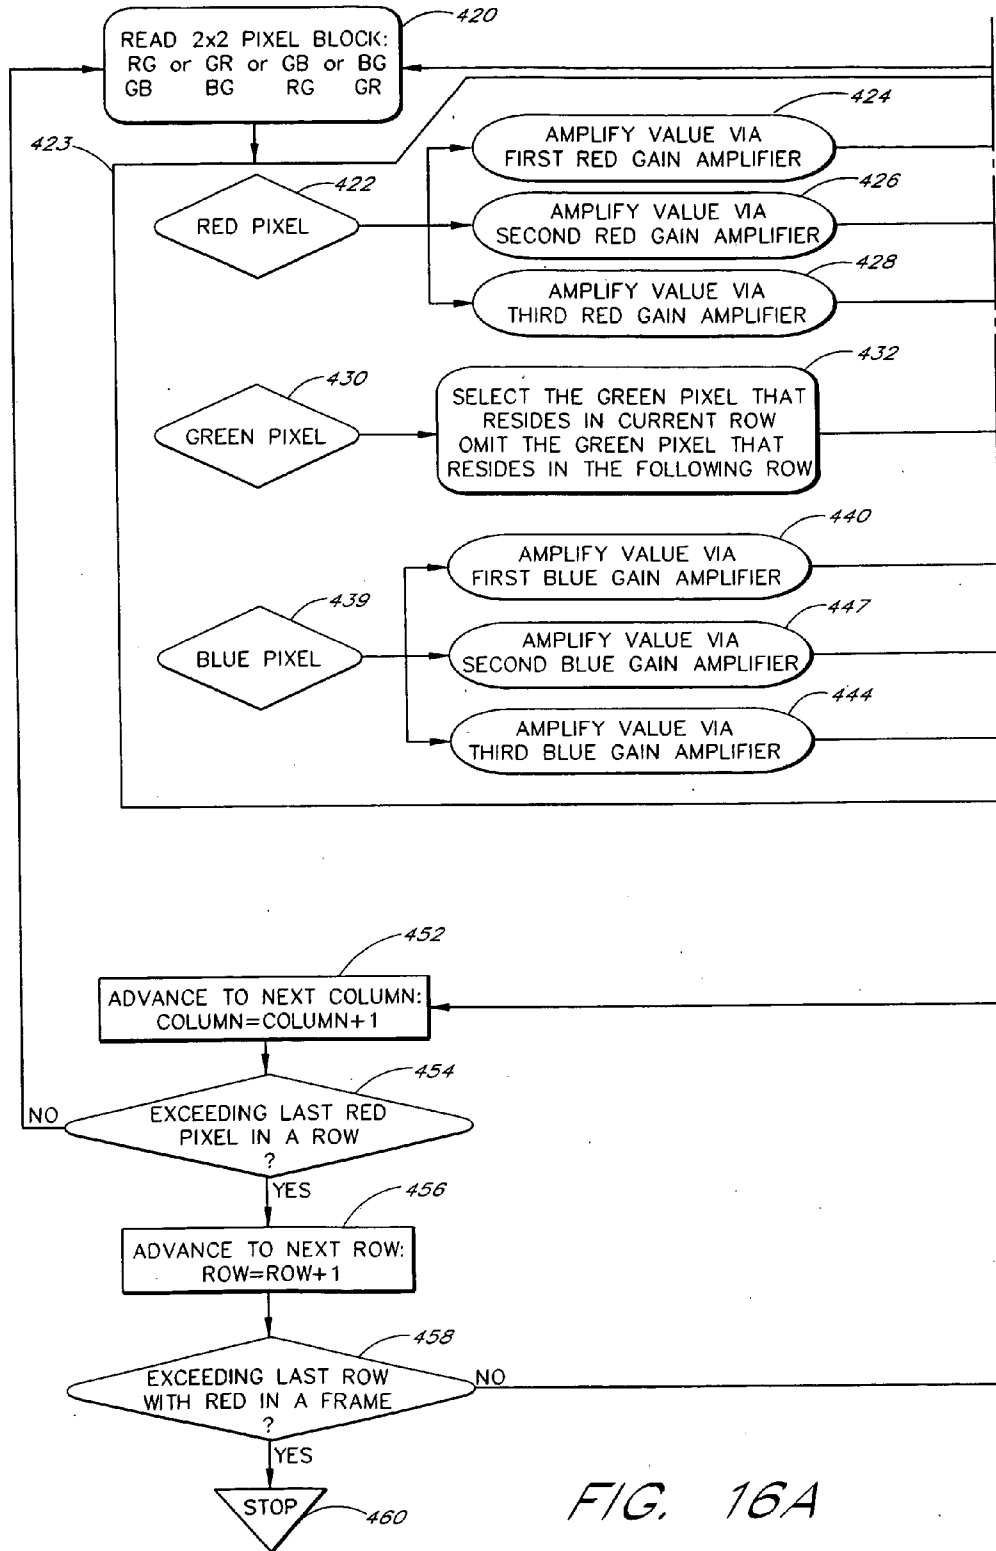 420
READ 2x2 PIXEL BLOCK:
RG or GR or GB or BG
GB BG RG GR
423
422
RED PIXEL
424
AMPLIFY VALUE VIA
FIRST RED GAIN AMPLIFIER
426
AMPLIFY VALUE VIA
SECOND RED GAIN AMPLIFIER
428
AMPLIFY VALUE VIA
THIRD RED GAIN AMPLIFIER
430
GREEN PIXEL
432
SELECT THE GREEN PIXEL THAT
RESIDES IN CURRENT ROW
OMIT THE GREEN PIXEL THAT
RESIDES IN THE FOLLOWING ROW
439
BLUE PIXEL
440
AMPLIFY VALUE VIA
FIRST BLUE GAIN AMPLIFIER
447
AMPLIFY VALUE VIA
SECOND BLUE GAIN AMPLIFIER
444
AMPLIFY VALUE VIA
THIRD BLUE GAIN AMPLIFIER
452
ADVANCE TO NEXT COLUMN:
COLUMN=COLUMN+1
454
NO
EXCEEDING LAST RED
PIXEL IN A ROW
?
YES
456
ADVANCE TO NEXT ROW:
ROW=ROW+1
458
EXCEEDING LAST ROW
WITH RED IN A FRAME
?
NO
YES
STOP
460
FIG. 16A